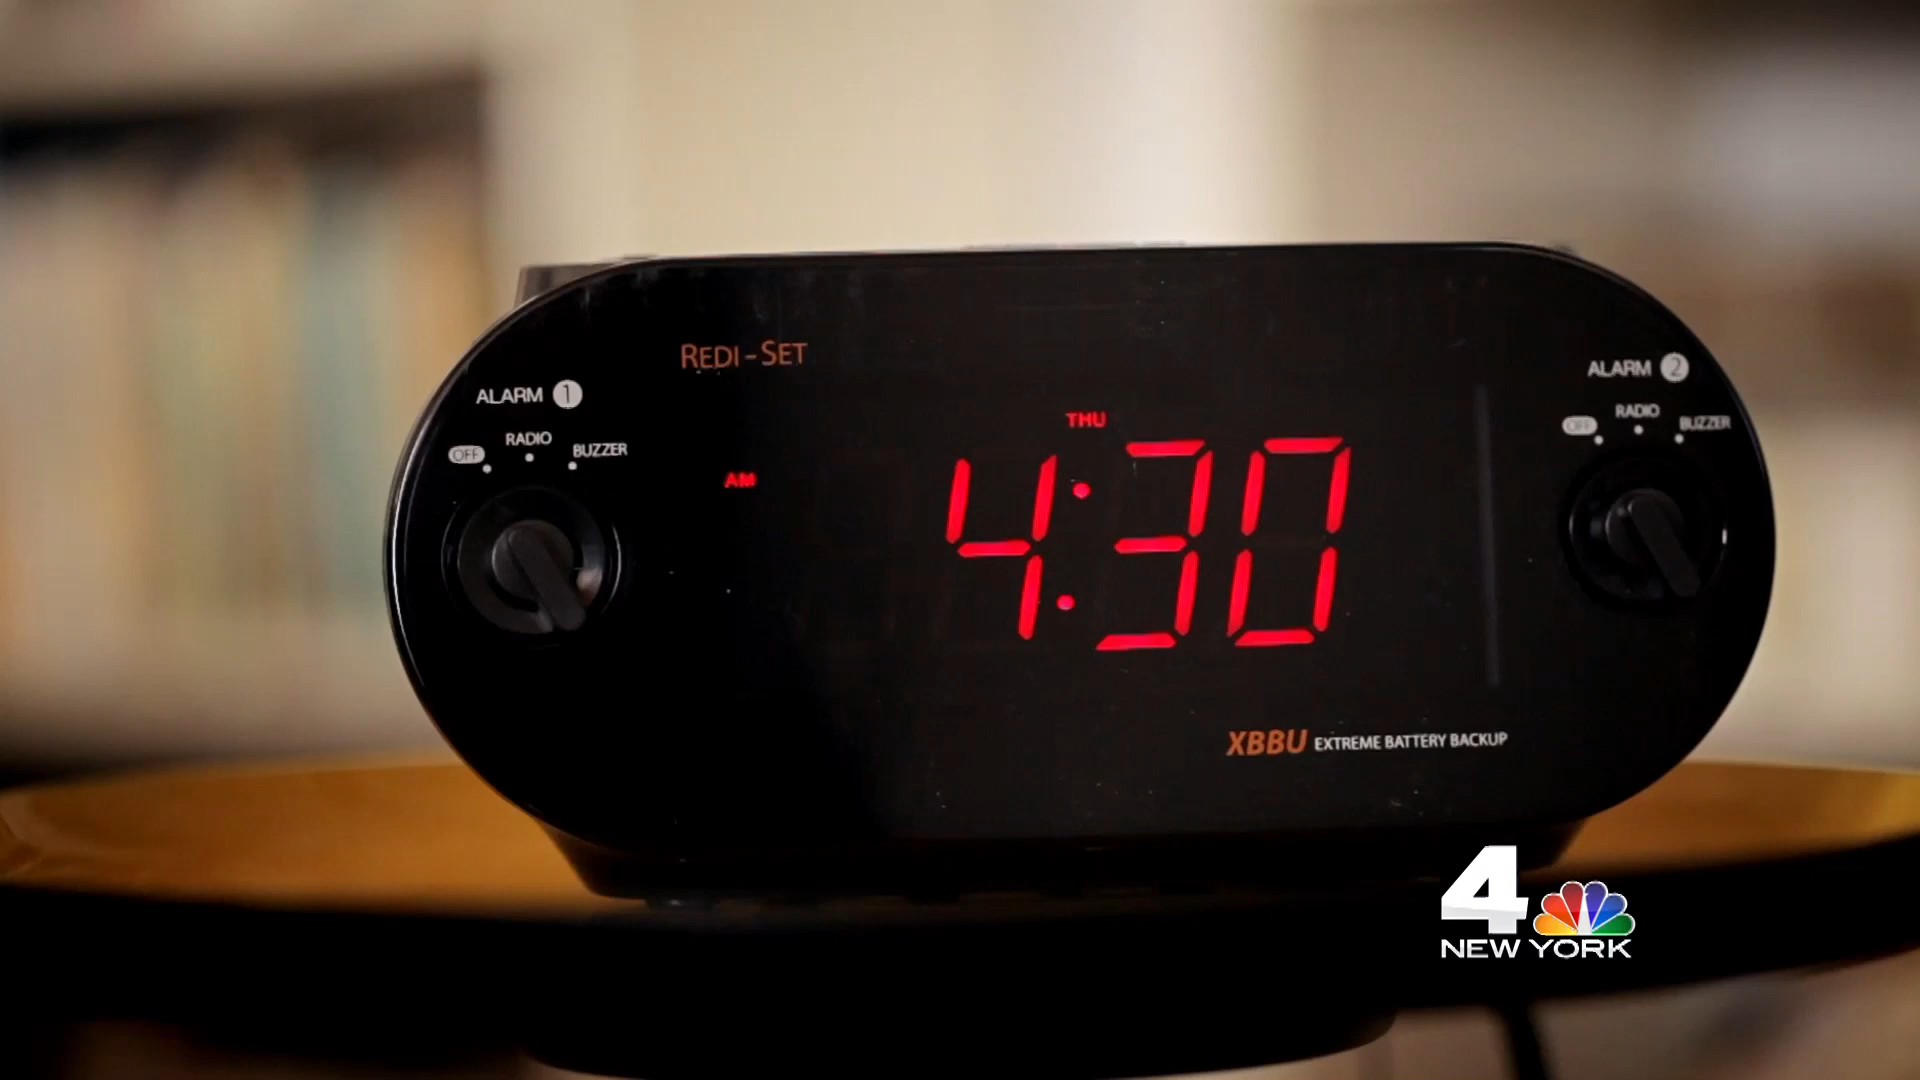 REDI-SET
ALARM 1
OFF RADIO BUZZER
ALARM 2
OFF RADIO BUZZER
THU
AM
4:30
XBBU EXTREME BATTERY BACKUP
4
NEW YORK